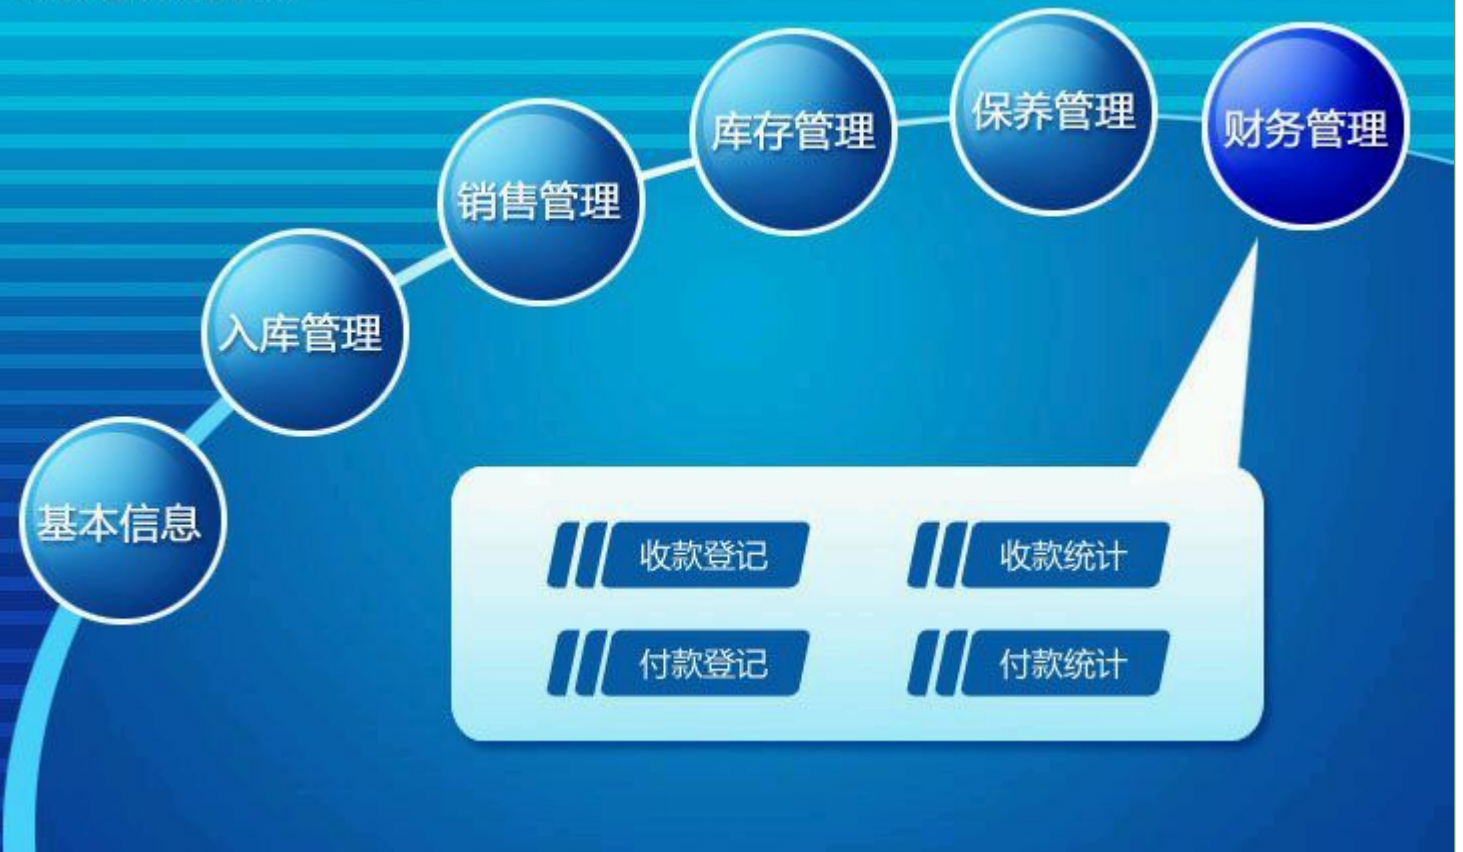 基本信息
入库管理
销售管理
库存管理
保养管理
财务管理
收款登记
收款统计
付款登记
付款统计